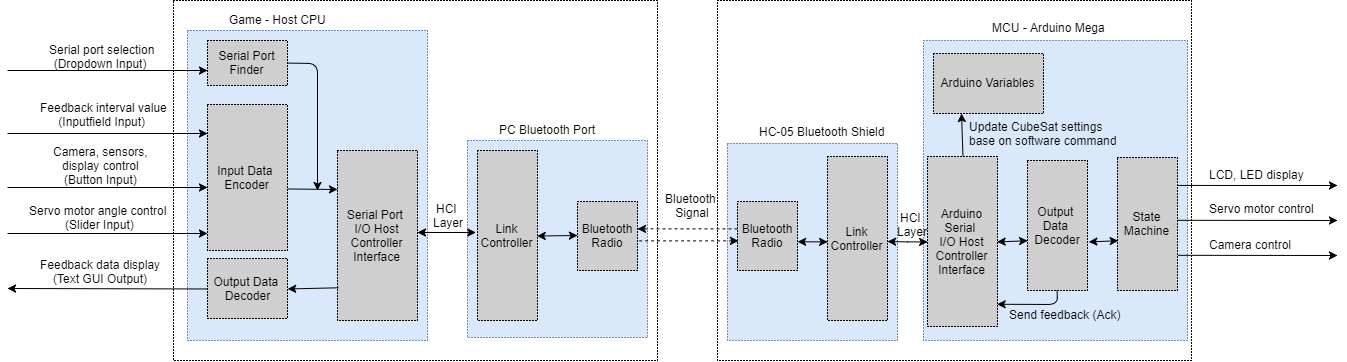 Game - Host CPU
Serial port selection
(Dropdown Input)
Feedback interval value
(Inputfield Input)
Camera, sensors,
display control
(Button Input)
Servo motor angle control
(Slider Input)
Feedback data display
(Text GUI Output)
Serial Port
Finder
Input Data
Encoder
Output Data
Decoder
Serial Port
I/O Host
Controller
Interface
HCI
Layer
PC Bluetooth Port
Link
Controller
Bluetooth
Radio
Bluetooth
Signal
HC-05 Bluetooth Shield
Bluetooth
Radio
Link
Controller
HCI
Layer
MCU - Arduino Mega
Arduino Variables
Update CubeSat settings
base on software command
Arduino
Serial
I/O Host
Controller
Interface
Output
Data
Decoder
State
Machine
Send feedback (Ack)
LCD, LED display
Servo motor control
Camera control